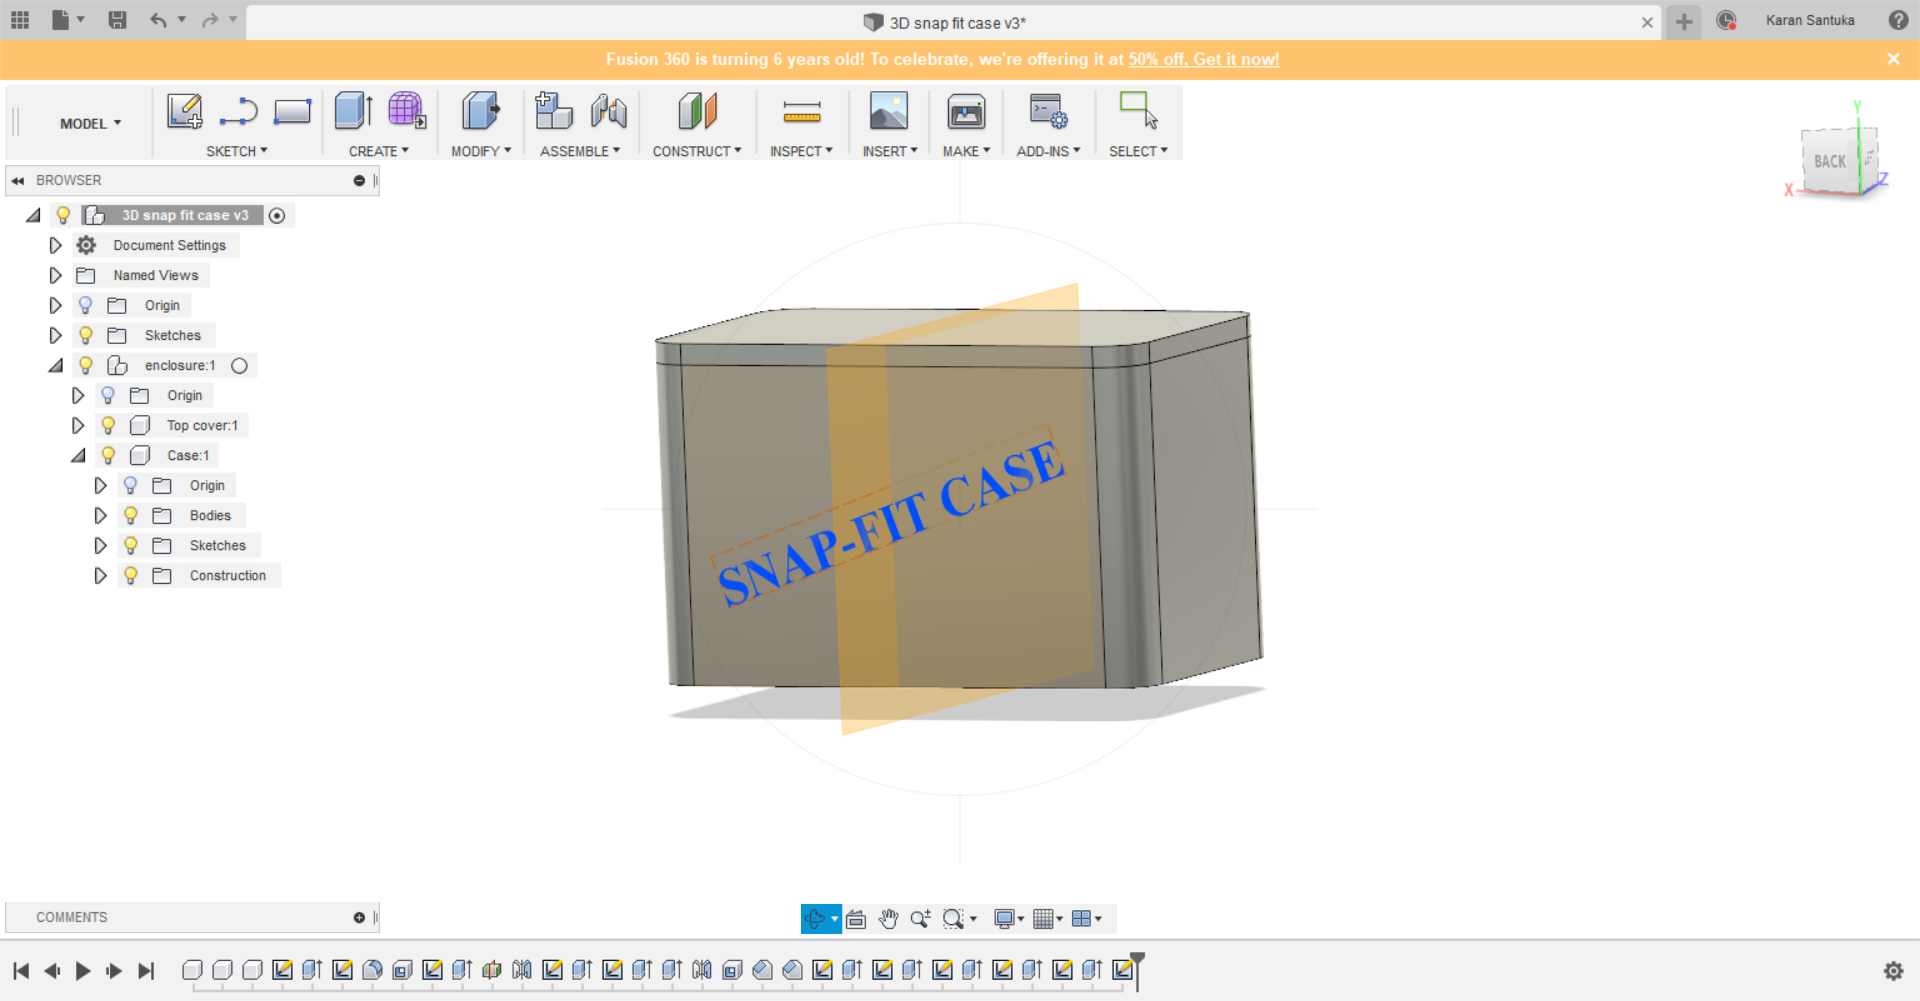 3D snap fit case v3*
Karan Santuka
Fusion 360 is turning 6 years old! To celebrate, we're offering it at 50% off, Get it now!
MODEL
SKETCH
CREATE
MODIFY
ASSEMBLE
CONSTRUCT
INSPECT
INSERT
MAKE
ADD-INS
SELECT
Y
BACK
X
Z
BROWSER
3D snap fit case v3
Document Settings
Named Views
Origin
Sketches
enclosure:1
Origin
Top cover:1
Case:1
Origin
Bodies
Sketches
Construction
SNAP-FIT CASE
COMMENTS